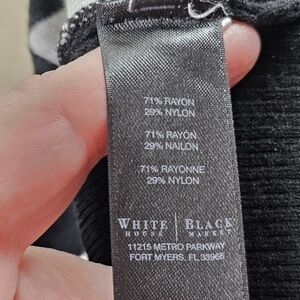 71% RAYON
29% NYLON
71% RAYÓN
29% NAILON
71% RAYONNE
29% NYLON
WHITE | BLACK
HOUSE | MARKET
11215 METRO PARKWAY
FORT MYERS, FL 33966